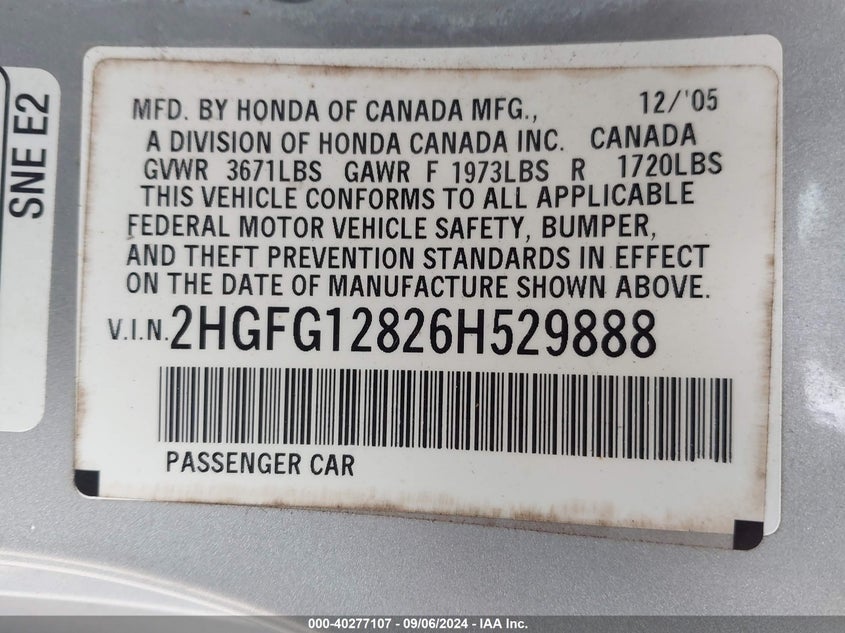 SNE E2
MFD. BY HONDA OF CANADA MFG., 12/'05
A DIVISION OF HONDA CANADA INC. CANADA
GVWR 3671LBS GAWR F 1973LBS R 1720LBS
THIS VEHICLE CONFORMS TO ALL APPLICABLE
FEDERAL MOTOR VEHICLE SAFETY, BUMPER,
AND THEFT PREVENTION STANDARDS IN EFFECT
ON THE DATE OF MANUFACTURE SHOWN ABOVE.
V.I.N. 2HGFG12826H529888
PASSENGER CAR
000-40277107 - 09/06/2024 - IAA Inc.